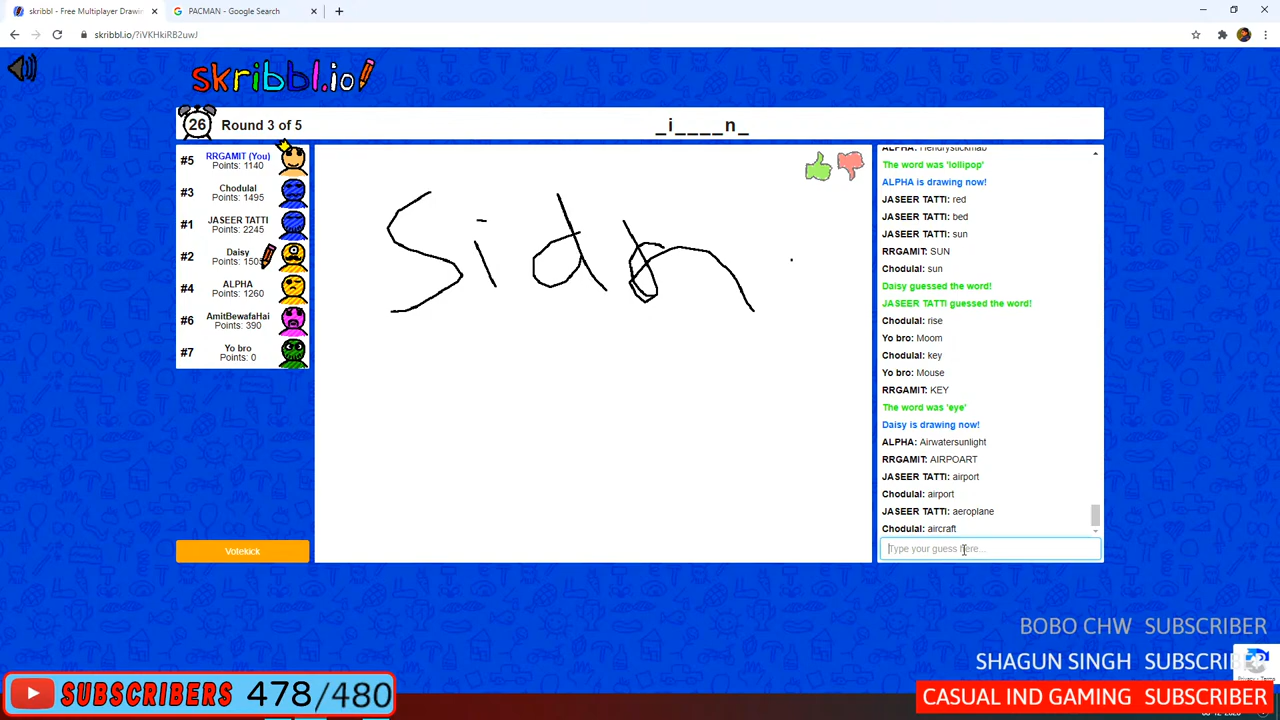 skribbl - Free Multiplayer Drawin
PACMAN - Google Search
skribbl.io/?iVKHkiRB2uwJ
skribbl.io
26
Round 3 of 5
_i____n_
#5 RRGAMIT (You)
Points: 1140
#3 Chodulal
Points: 1495
#1 JASEER TATTI
Points: 2245
#2 Daisy
Points: 1505
#4 ALPHA
Points: 1260
#6 AmitBewafaHai
Points: 390
#7 Yo bro
Points: 0
Votekick
The word was 'lollipop'
ALPHA is drawing now!
JASEER TATTI: red
JASEER TATTI: bed
JASEER TATTI: sun
RRGAMIT: SUN
Chodulal: sun
Daisy guessed the word!
JASEER TATTI guessed the word!
Chodulal: rise
Yo bro: Moom
Chodulal: key
Yo bro: Mouse
RRGAMIT: KEY
The word was 'eye'
Daisy is drawing now!
ALPHA: Airwatersunlight
RRGAMIT: AIRPOART
JASEER TATTI: airport
Chodulal: airport
JASEER TATTI: aeroplane
Chodulal: aircraft
Type your guess here...
BOBO CHW SUBSCRIBER
SHAGUN SINGH SUBSCRI
CASUAL IND GAMING SUBSCRIBER
SUBSCRIBERS 478/480
Privacy - Terms